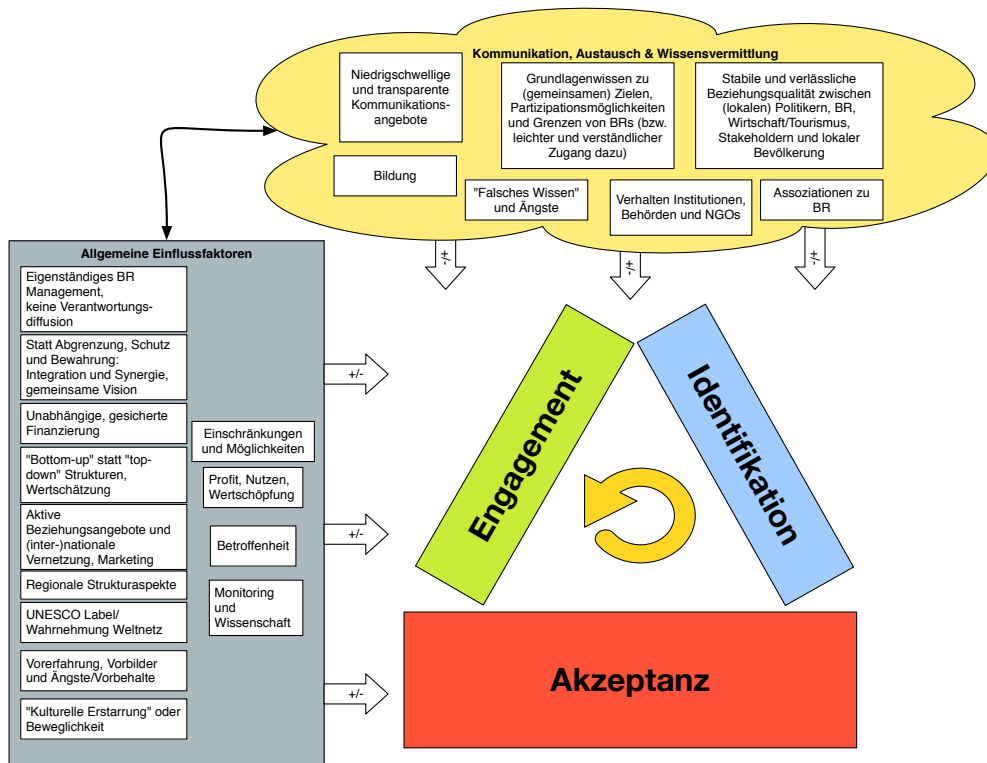 Kommunikation, Austausch & Wissensvermittlung
Niedrigschwellige
und transparente
Kommunikations-
angebote
Grundlagenwissen zu
(gemeinsamen) Zielen,
Partizipationsmöglichkeiten
und Grenzen von BRs (bzw.
leichter und verständlicher
Zugang dazu)
Stabile und verlässliche
Beziehungsqualität zwischen
(lokalen) Politikern, BR,
Wirtschaft/Tourismus,
Stakeholdern und lokaler
Bevölkerung
Bildung
"Falsches Wissen"
und Ängste
Verhalten Institutionen,
Behörden und NGOs
Assoziationen zu
BR
-/+
-/+
-/+
Allgemeine Einflussfaktoren
Eigenständiges BR
Management,
keine Verantwortungs-
diffusion
Statt Abgrenzung, Schutz
und Bewahrung:
Integration und Synergie,
gemeinsame Vision
Unabhängige, gesicherte
Finanzierung
"Bottom-up" statt "top-
down" Strukturen,
Wertschätzung
Aktive
Beziehungsangebote und
(inter-)nationale
Vernetzung, Marketing
Regionale Strukturaspekte
UNESCO Label/
Wahrnehmung Weltnetz
Vorerfahrung, Vorbilder
und Ängste/Vorbehalte
"Kulturelle Erstarrung" oder
Beweglichkeit
Einschränkungen
und Möglichkeiten
Profit, Nutzen,
Wertschöpfung
Betroffenheit
Monitoring
und
Wissenschaft
+/-
+/-
+/-
Engagement
Identifikation
Akzeptanz